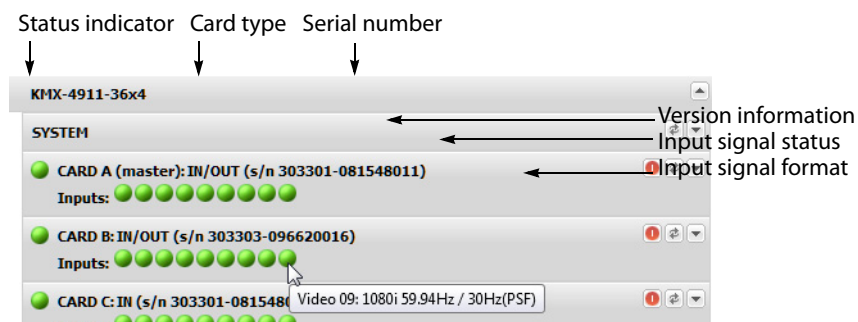 Status indicator Card type Serial number
KMX-4911-36x4
Version information
SYSTEM
Input signal status
CARD A (master): IN/OUT (s/n 303301-081548011)
Input signal format
Inputs:
CARD B: IN/OUT (s/n 303303-096620016)
Inputs:
Video 09: 1080i 59.94Hz / 30Hz(PSF)
CARD C: IN (s/n 303301-0815480